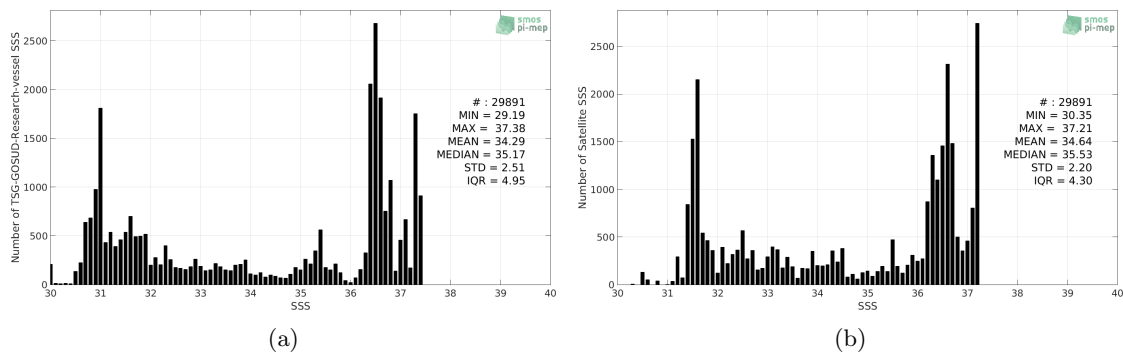 smos
pi-mep
2500
2000
1500
1000
500
0
Number of TSG-GOSUD-Research-vessel SSS
# : 29891
MIN = 29.19
MAX = 37.38
MEAN = 34.29
MEDIAN = 35.17
STD = 2.51
IQR = 4.95
30 31 32 33 34 35 36 37 38 39 40
SSS
(a)
smos
pi-mep
2500
2000
1500
1000
500
0
Number of Satellite SSS
# : 29891
MIN = 30.35
MAX = 37.21
MEAN = 34.64
MEDIAN = 35.53
STD = 2.20
IQR = 4.30
30 31 32 33 34 35 36 37 38 39 40
SSS
(b)